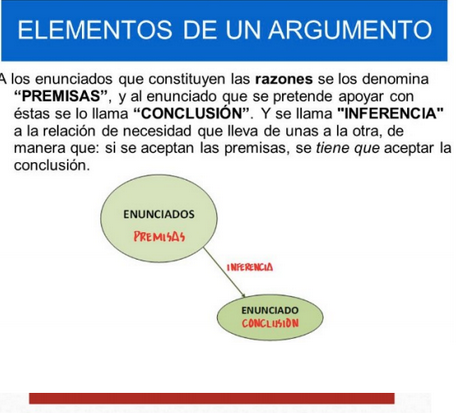 ELEMENTOS DE UN ARGUMENTO
A los enunciados que constituyen las razones se los denomina
“PREMISAS”, y al enunciado que se pretende apoyar con
éstas se lo llama “CONCLUSIÓN”. Y se llama "INFERENCIA"
a la relación de necesidad que lleva de unas a la otra, de
manera que: si se aceptan las premisas, se tiene que aceptar la
conclusión.
ENUNCIADOS
PREMISAS
INFERENCIA
ENUNCIADO
CONCLUSIÓN